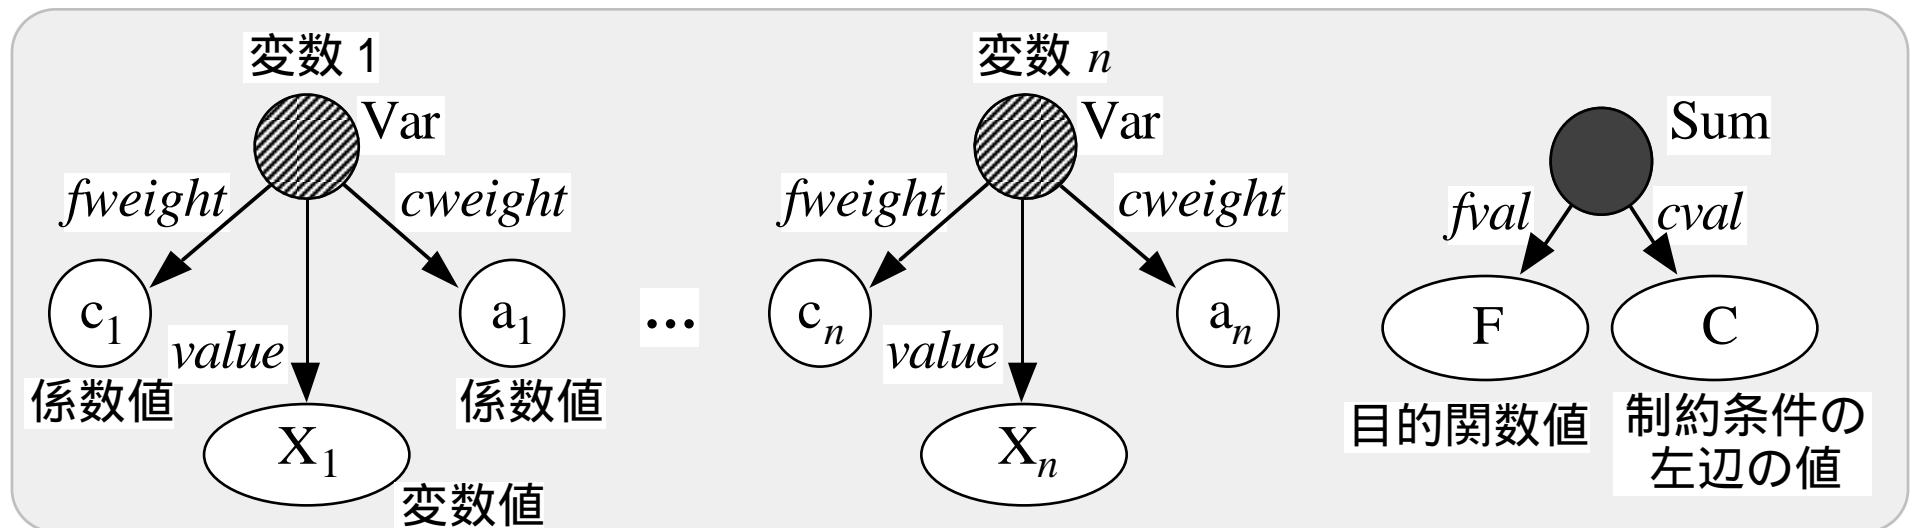 変数 1
Var
fweight
cweight
c1
value
a1
係数値
係数値
X1
変数値
...
変数 n
Var
fweight
cweight
cn
value
an
Xn
Sum
fval
cval
F
C
目的関数値
制約条件の
左辺の値